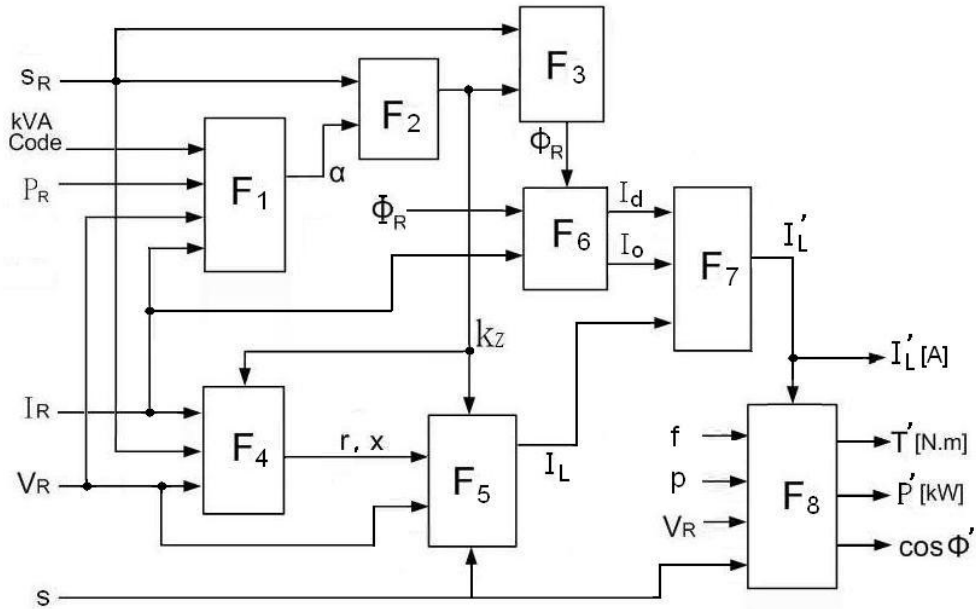 F3
sR
F2
kVA
Code
α
ϕR
PR
F1
Id
ΦR
F6
Io
F7
IL'
kz
IL' [A]
IR
F4
r, x
f
T' [N.m]
IL
F5
p
P' [kW]
VR
F8
VR
cos Φ'
s